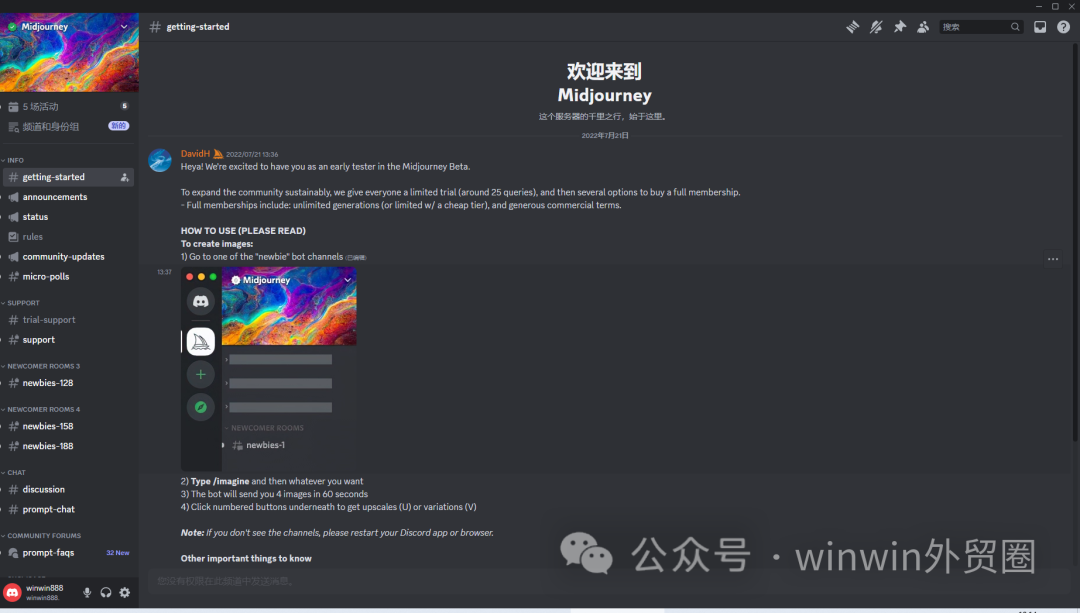 Midjourney
5 场活动
5
频道和身份组
新的
INFO
getting-started
announcements
status
rules
community-updates
micro-polls
SUPPORT
trial-support
support
NEWCOMER ROOMS 3
newbies-128
NEWCOMER ROOMS 4
newbies-158
newbies-188
CHAT
discussion
prompt-chat
COMMUNITY FORUMS
prompt-faqs
32 New
winwin888
winwin888.
getting-started
搜索
欢迎来到
Midjourney
这个服务器的千里之行，始于这里。
2022年7月21日
DavidH 2022/07/21 13:36
Heya! We're excited to have you as an early tester in the Midjourney Beta.
To expand the community sustainably, we give everyone a limited trial (around 25 queries), and then several options to buy a full membership.
- Full memberships include: unlimited generations (or limited w/ a cheap tier), and generous commercial terms.
HOW TO USE (PLEASE READ)
To create images:
1) Go to one of the "newbie" bot channels (已编辑)
13:37
Midjourney
NEWCOMER ROOMS
newbies-1
2) Type /imagine and then whatever you want
3) The bot will send you 4 images in 60 seconds
4) Click numbered buttons underneath to get upscales (U) or variations (V)
Note: If you don't see the channels, please restart your Discord app or browser.
Other important things to know
您没有权限在此频道中发送消息。
公众号 · winwin外贸圈